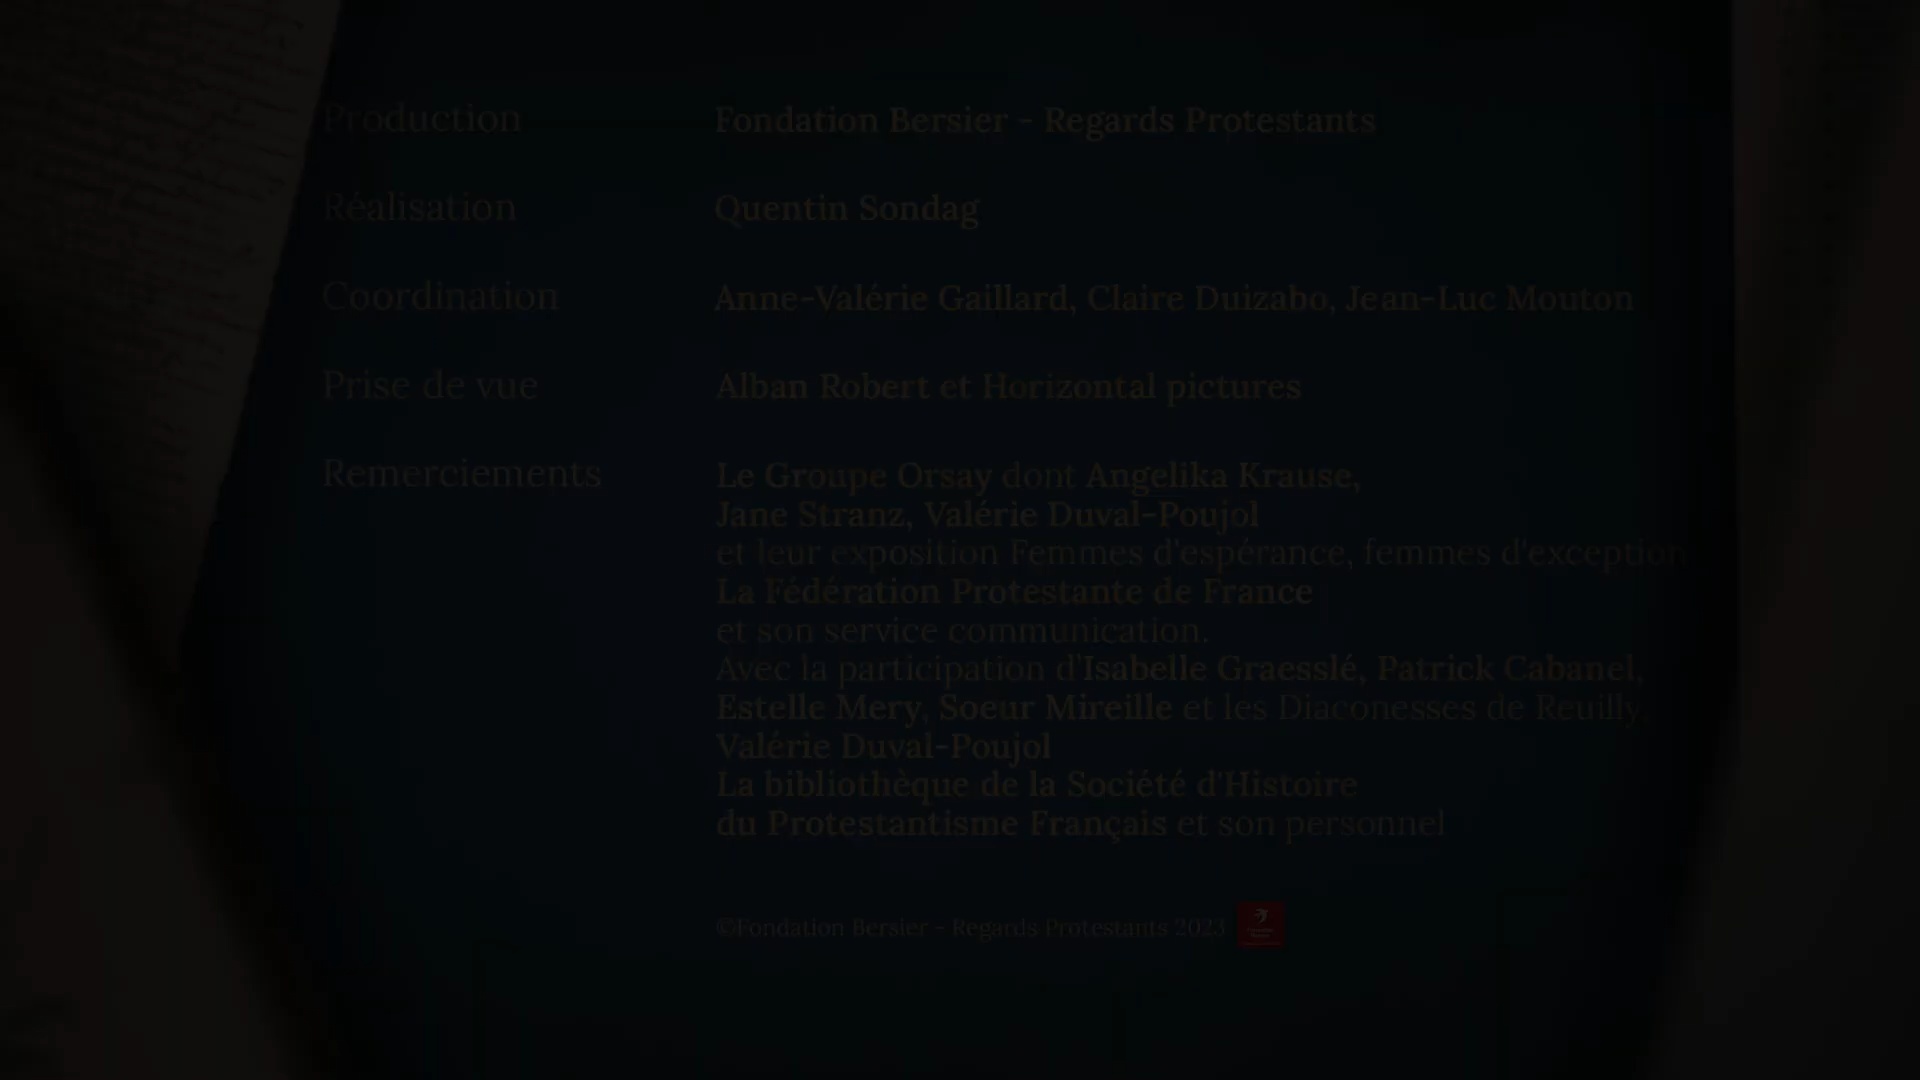 Production Fondation Bersier - Regards Protestants
Réalisation Quentin Sondag
Coordination Anne-Valérie Gaillard, Claire Duizabo, Jean-Luc Mouton
Prise de vue Alban Robert et Horizontal pictures
Remerciements Le Groupe Orsay dont Angelika Krause,
Jane Stranz, Valérie Duval-Poujol
et leur exposition Femmes d'espérance, femmes d'exception
La Fédération Protestante de France
et son service communication.
Avec la participation d'Isabelle Graesslé, Patrick Cabanel,
Estelle Mery, Soeur Mireille et les Diaconesses de Reuilly,
Valérie Duval-Poujol
La bibliothèque de la Société d'Histoire
du Protestantisme Français et son personnel
©Fondation Bersier - Regards Protestants 2023